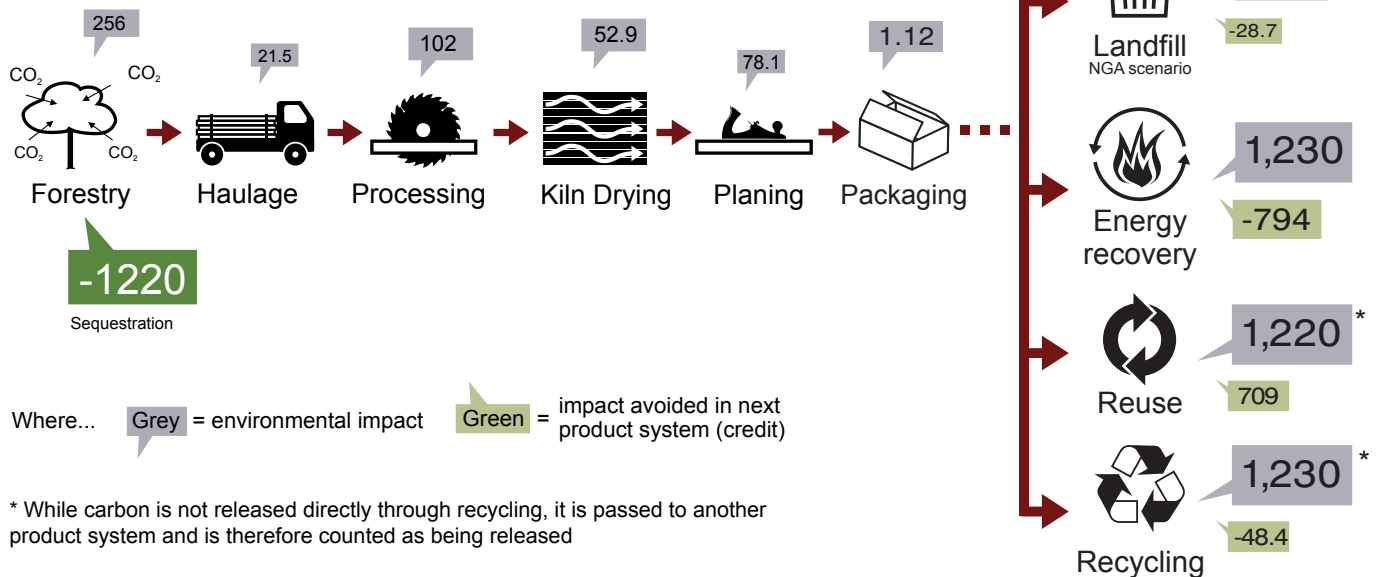 256
21.5
102
52.9
78.1
1.12
CO2
CO2
CO2
CO2
Forestry
Haulage
Processing
Kiln Drying
Planing
Packaging
-1220
Sequestration
Landfill
NGA scenario
-28.7
Energy
recovery
1,230
-794
Reuse
1,220 *
709
Recycling
1,230 *
-48.4
Where... Grey = environmental impact Green = impact avoided in next
product system (credit)
* While carbon is not released directly through recycling, it is passed to another
product system and is therefore counted as being released